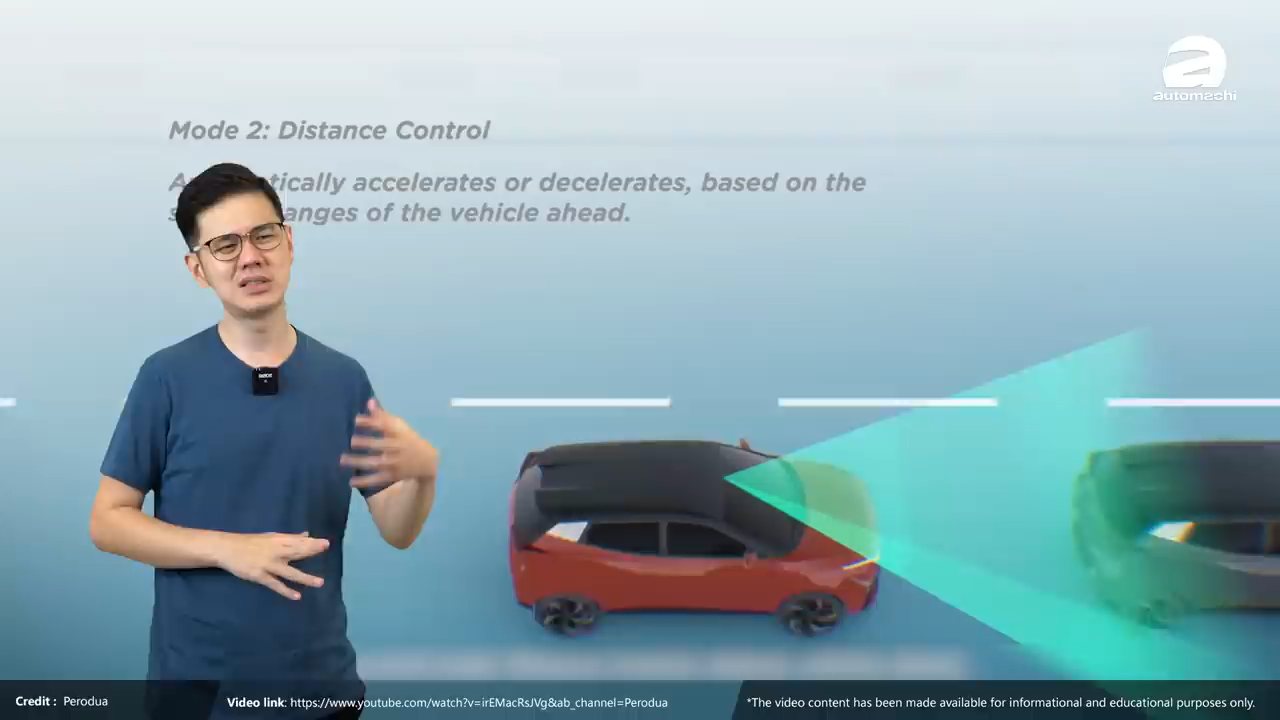 automachi
Mode 2: Distance Control
tically accelerates or decelerates, based on the
anges of the vehicle ahead.
Credit : Perodua
Video link: https://www.youtube.com/watch?v=irEMacRsJVg&ab_channel=Perodua
*The video content has been made available for informational and educational purposes only.